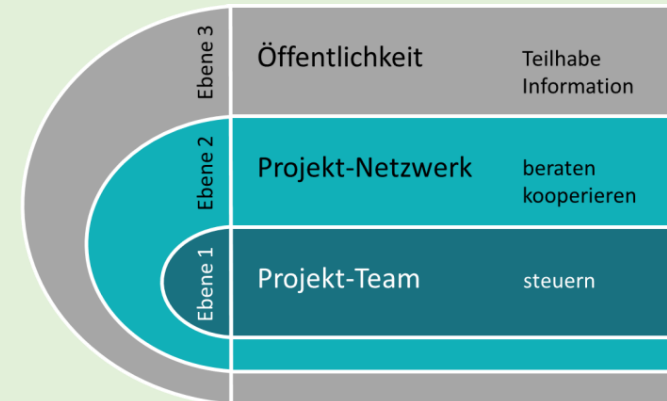 Ebene 3
Öffentlichkeit
Teilhabe
Information
Ebene 2
Projekt-Netzwerk
beraten
kooperieren
Ebene 1
Projekt-Team
steuern